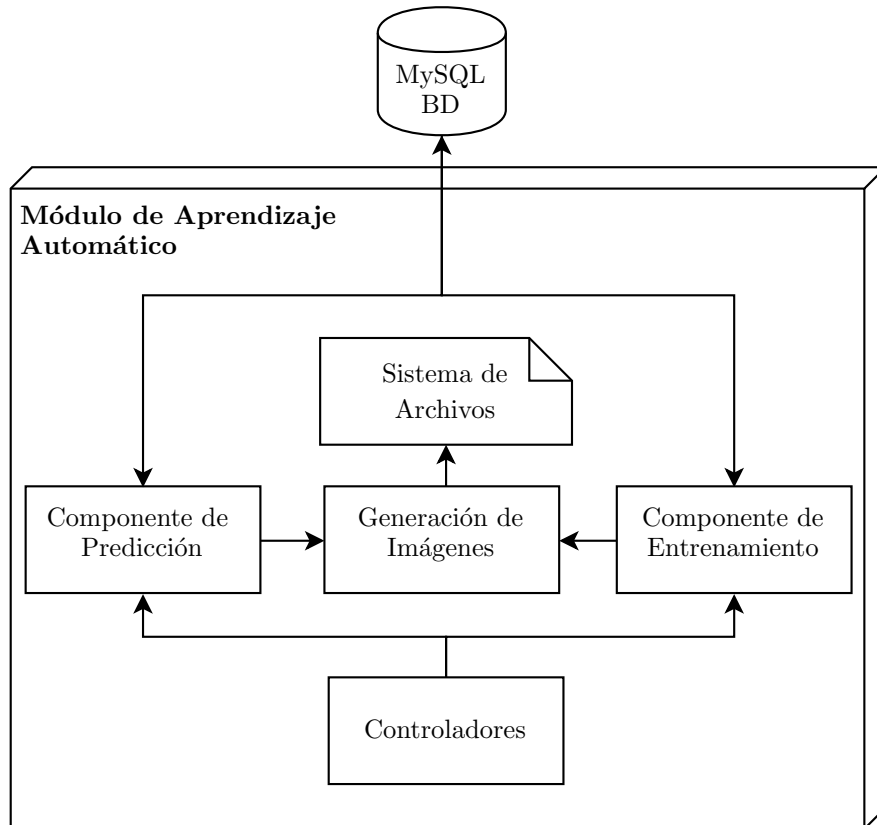 MySQL
BD
Módulo de Aprendizaje
Automático
Sistema de
Archivos
Componente de
Predicción
Generación de
Imágenes
Componente de
Entrenamiento
Controladores